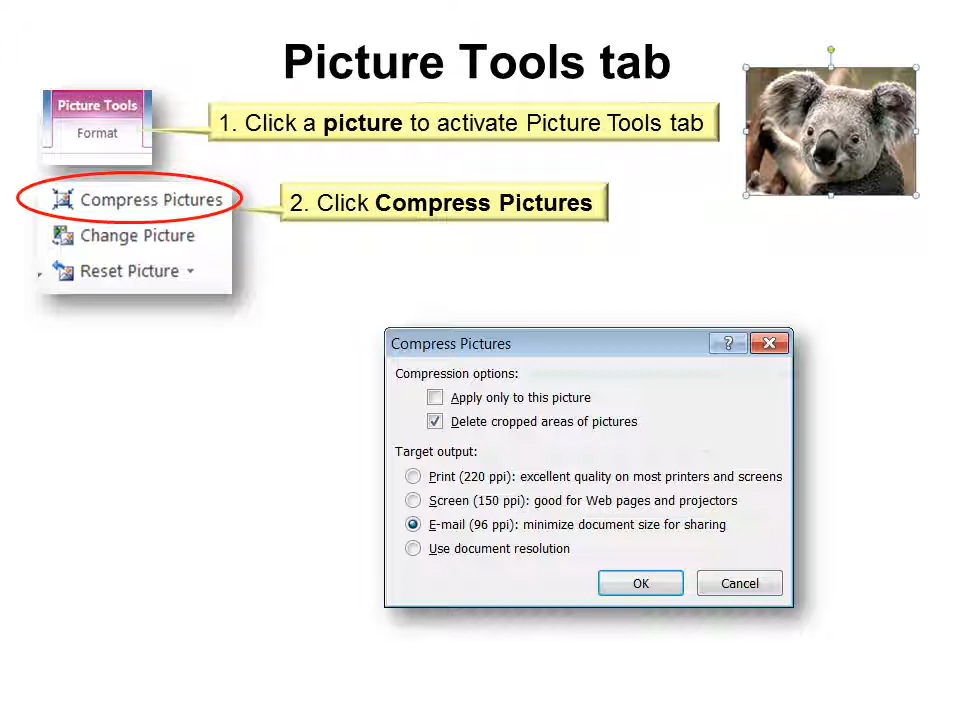 Picture Tools tab
Picture Tools
Format
1. Click a picture to activate Picture Tools tab
Compress Pictures
2. Click Compress Pictures
Change Picture
Reset Picture
Compress Pictures
?
Compression options:
Apply only to this picture
Delete cropped areas of pictures
Target output:
Print (220 ppi): excellent quality on most printers and screens
Screen (150 ppi): good for Web pages and projectors
E-mail (96 ppi): minimize document size for sharing
Use document resolution
OK
Cancel